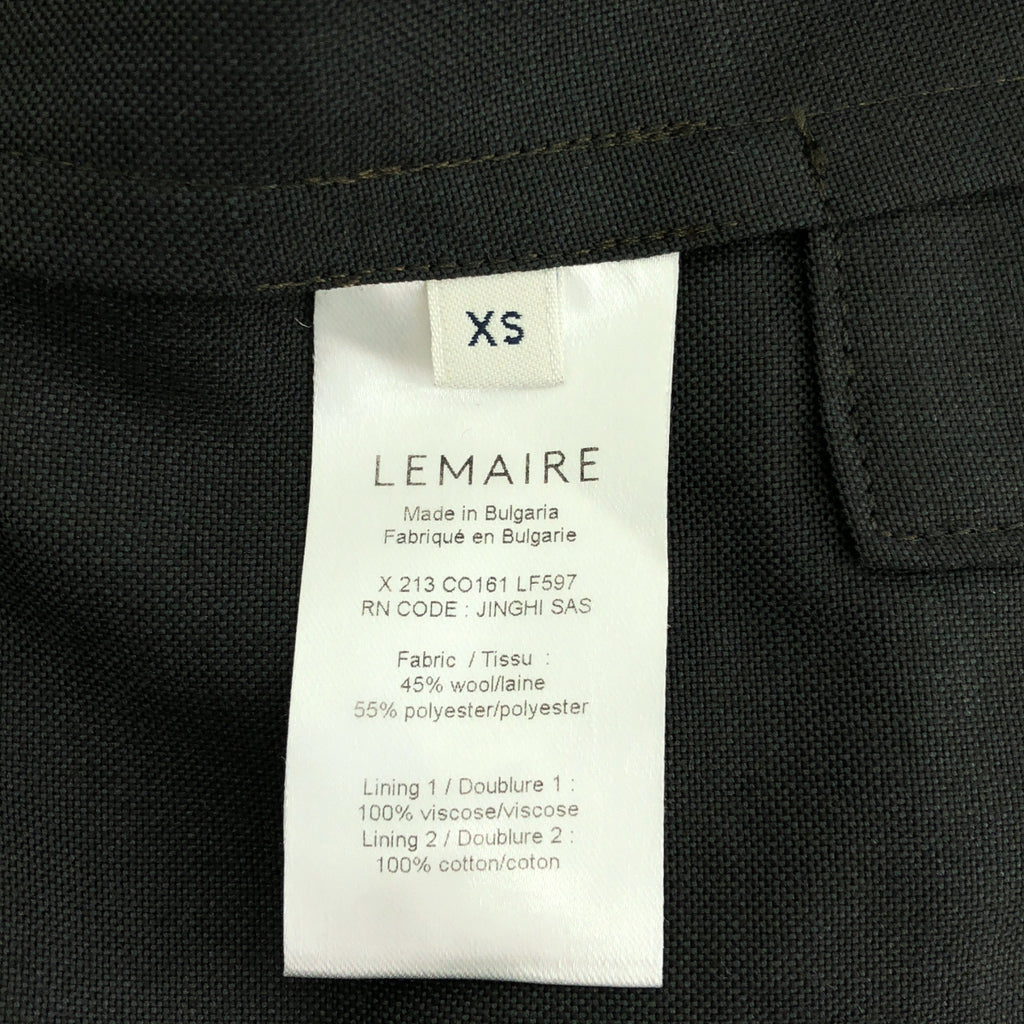 XS
LEMAIRE
Made in Bulgaria
Fabriqué en Bulgarie
X 213 CO161 LF597
RN CODE : JINGHI SAS
Fabric / Tissu :
45% wool/laine
55% polyester/polyester
Lining 1 / Doublure 1 :
100% viscose/viscose
Lining 2 / Doublure 2 :
100% cotton/coton